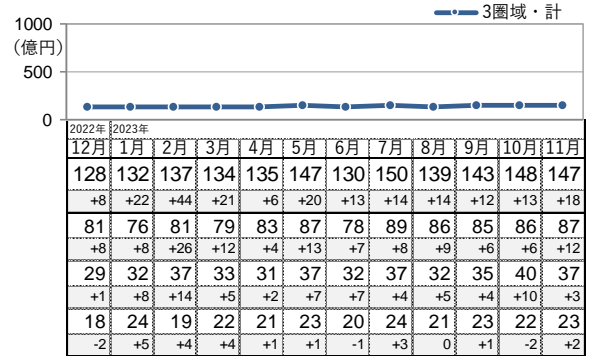 3圏域・計
1000
（億円）
500
0
2022年 2023年
12月 1月 2月 3月 4月 5月 6月 7月 8月 9月 10月 11月
128 132 137 134 135 147 130 150 139 143 148 147
+8 +22 +44 +21 +6 +20 +13 +14 +14 +12 +13 +18
81 76 81 79 83 87 78 89 86 85 86 87
+8 +8 +26 +12 +4 +13 +7 +8 +9 +6 +6 +12
29 32 37 33 31 37 32 37 32 35 40 37
+1 +8 +14 +5 +2 +7 +7 +4 +5 +4 +10 +3
18 24 19 22 21 23 20 24 21 23 22 23
-2 +5 +4 +4 +1 +1 -1 +3 0 +1 -2 +2